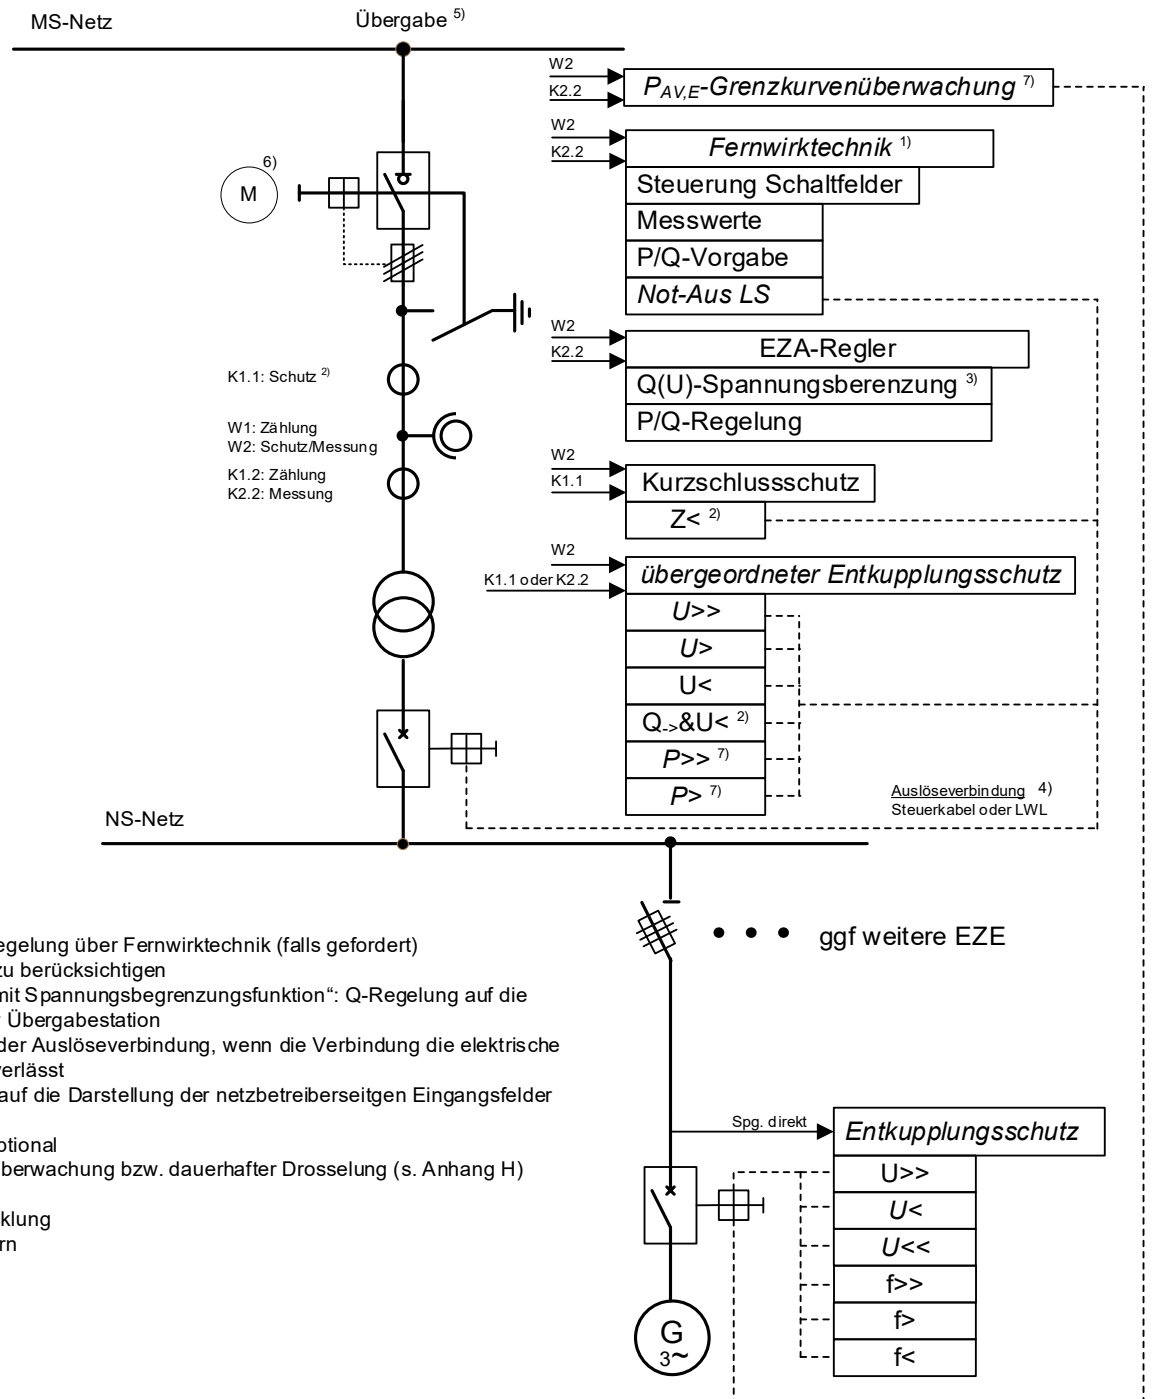 MS-Netz
Übergabe 5)
W2
K2.2
P_AV,E-Grenzkurvenüberwachung 7)
W2
K2.2
Fernwirktechnik 1)
Steuerung Schaltfelder
Messwerte
P/Q-Vorgabe
Not-Aus LS
6)
M
W2
K2.2
EZA-Regler
Q(U)-Spannungsberenzung 3)
P/Q-Regelung
K1.1: Schutz 2)
W1: Zählung
W2: Schutz/Messung
K1.2: Zählung
K2.2: Messung
W2
K1.1
Kurzschlussschutz
Z< 2)
W2
K1.1 oder K2.2
übergeordneter Entkupplungsschutz
U>>
U>
U<
Q->&U< 2)
P>> 7)
P> 7)
Auslöseverbindung 4)
Steuerkabel oder LWL
NS-Netz
ggf weitere EZE
egelung über Fernwirktechnik (falls gefordert)
zu berücksichtigen
mit Spannungsbegrenzungsfunktion“: Q-Regelung auf die
Übergabestation
der Auslöseverbindung, wenn die Verbindung die elektrische
verlässt
auf die Darstellung der netzbetreiberseitgen Eingangsfelder
ptional
überwachung bzw. dauerhafter Drosselung (s. Anhang H)
klung
rn
Spg. direkt
Entkupplungsschutz
U>>
U<
U<<
f>>
f>
f<
G
3~